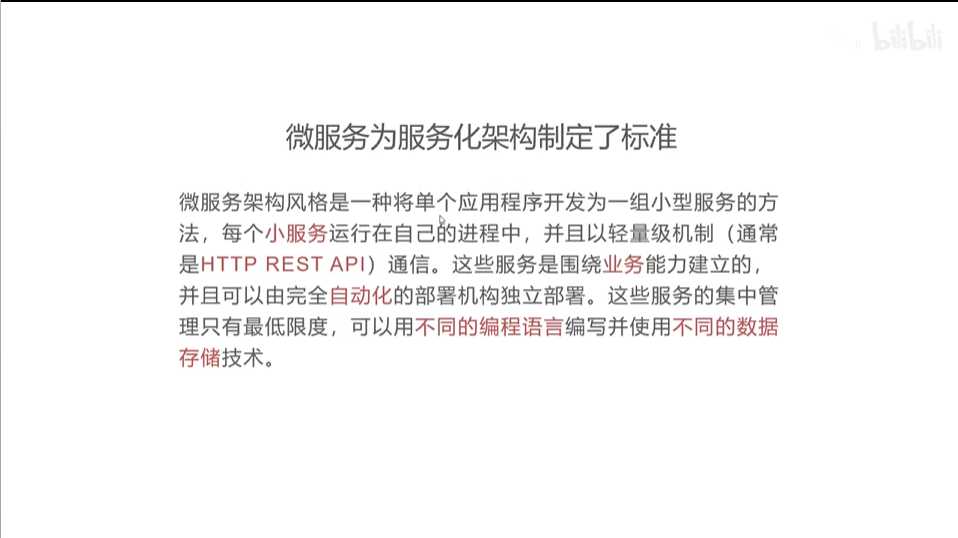 bilibili
微服务为服务化架构制定了标准
微服务架构风格是一种将单个应用程序开发为一组小型服务的方
法，每个小服务运行在自己的进程中，并且以轻量级机制（通常
是HTTP REST API）通信。这些服务是围绕业务能力建立的，
并且可以由完全自动化的部署机构独立部署。这些服务的集中管
理只有最低限度，可以用不同的编程语言编写并使用不同的数据
存储技术。